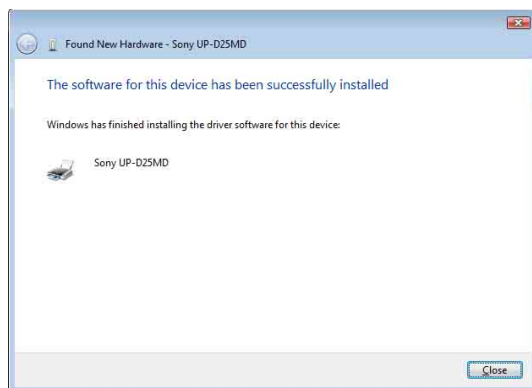 Found New Hardware - Sony UP-D25MD
The software for this device has been successfully installed
Windows has finished installing the driver software for this device:
Sony UP-D25MD
Close